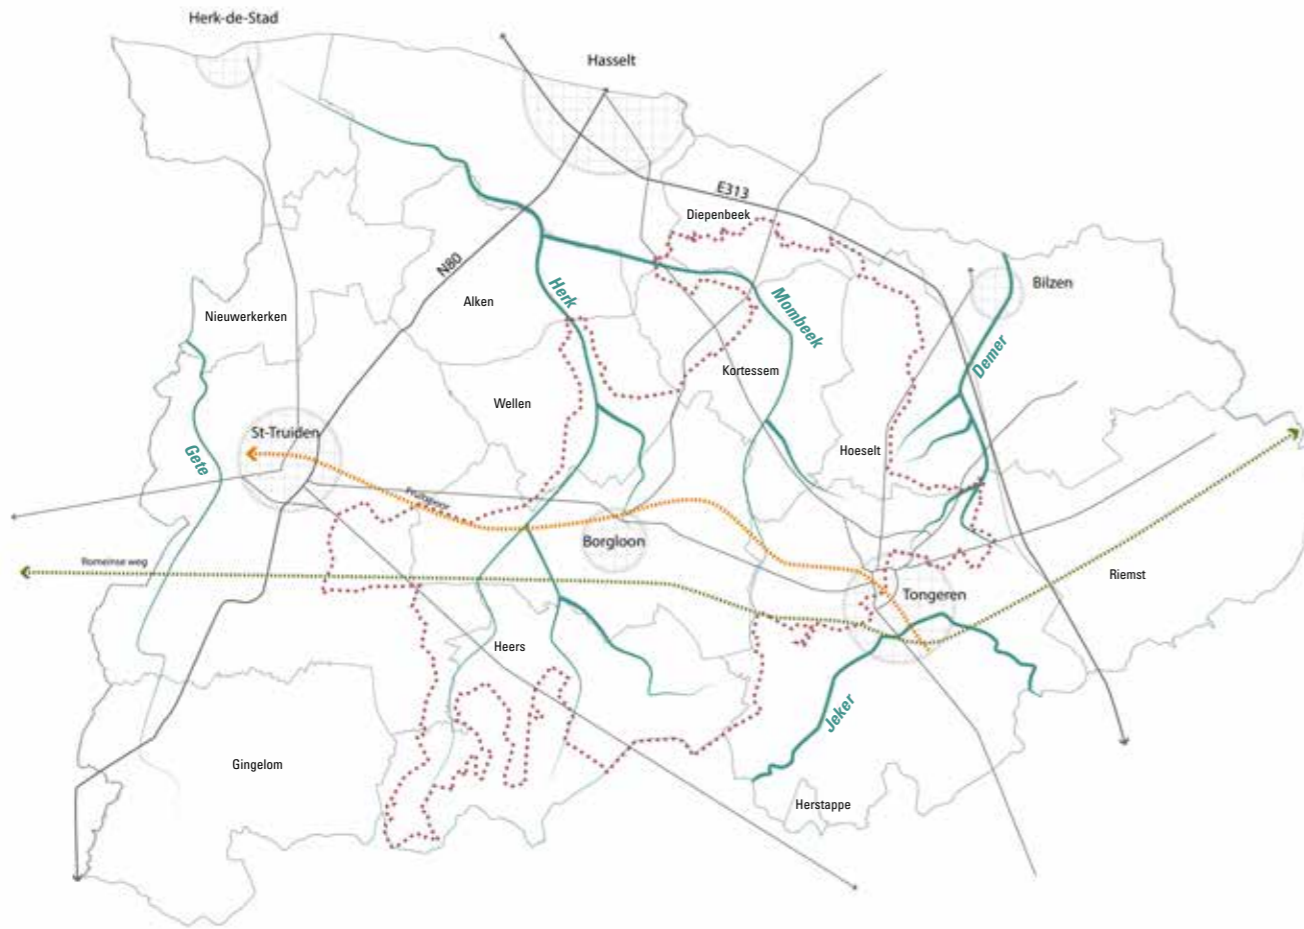 Herk-de-Stad
Hasselt
E313
Diepenbeek
N80
Herk
Mombeek
Bilzen
Alken
Nieuwerkerken
Demer
Kortessem
Wellen
St-Truiden
Gete
Hoeselt
Fruitspoor
Borgloon
Romeinse weg
Riemst
Tongeren
Heers
Jeker
Gingelom
Herstappe